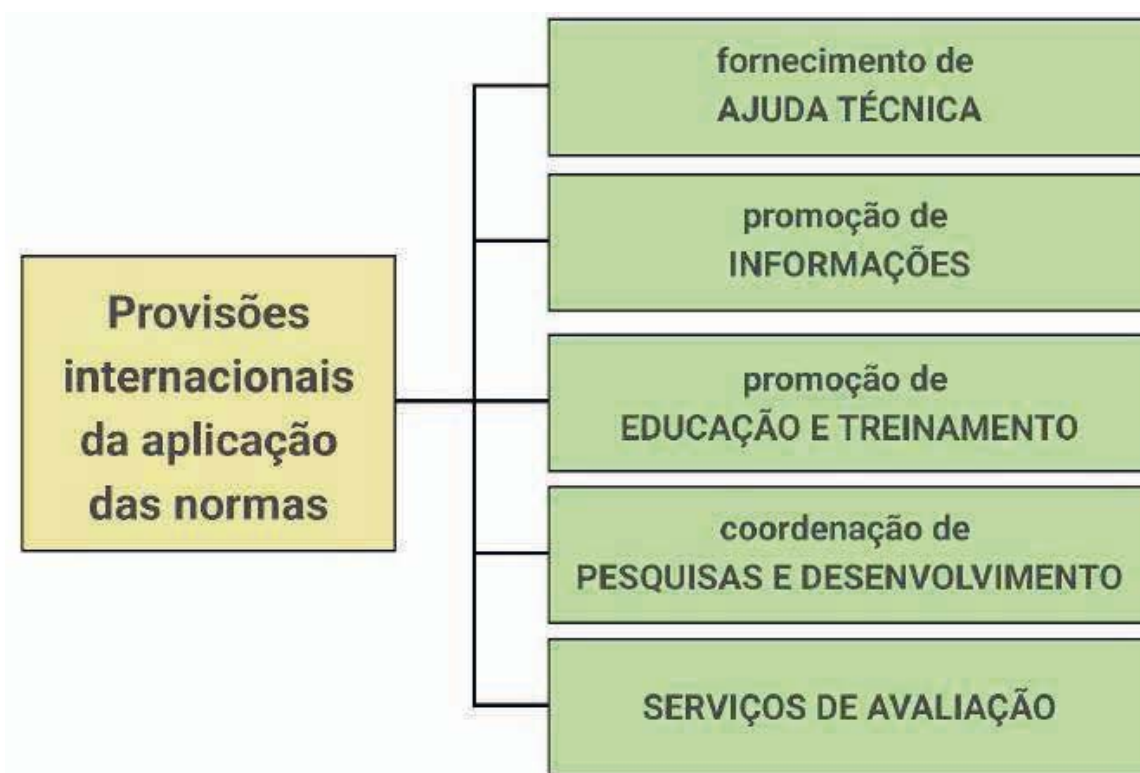 Provisões
internacionais
da aplicação
das normas
fornecimento de
AJUDA TÉCNICA
promoção de
INFORMAÇÕES
promoção de
EDUCAÇÃO E TREINAMENTO
coordenação de
PESQUISAS E DESENVOLVIMENTO
SERVIÇOS DE AVALIAÇÃO